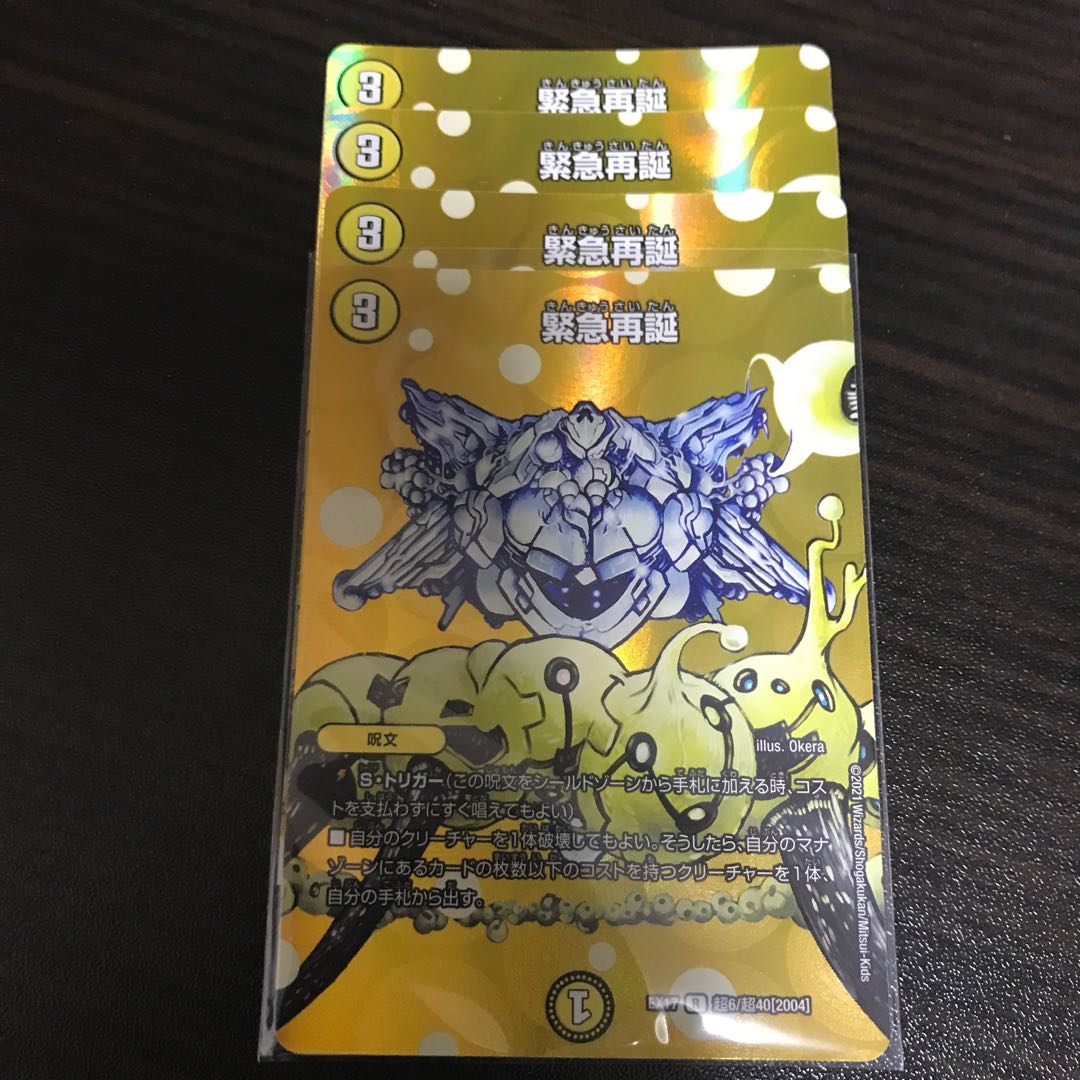 3
きんきゅうさいたん
緊急再誕
3
きんきゅうさいたん
緊急再誕
3
きんきゅうさいたん
緊急再誕
3
きんきゅうさいたん
緊急再誕
呪文
illus. Okera
S・トリガー(この呪文をシールドゾーンから手札に加える時、コス
トを支払わずにすぐ唱えてもよい)
■自分のクリーチャーを1体破壊してもよい。そうしたら、自分のマナ
ゾーンにあるカードの枚数以下のコストを持つクリーチャーを1体、
自分の手札から出す。
©2021 Wizards/Shogakukan/Mitsui-Kids
1
EX17 R 超6/超40[2004]